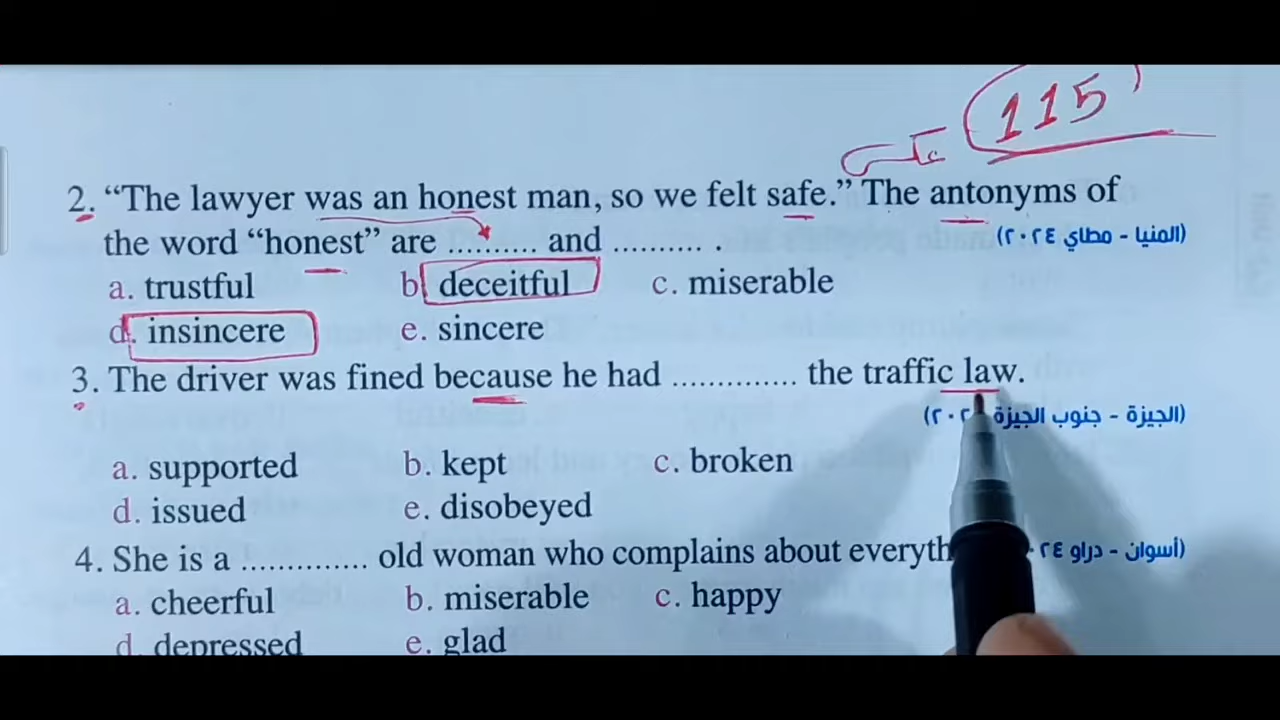 115
2. “The lawyer was an honest man, so we felt safe.” The antonyms of
the word “honest” are .......... and .......... .
(المنيا - مطاي ٢٠٢٤)
a. trustful b. deceitful c. miserable
d. insincere e. sincere
3. The driver was fined because he had .............. the traffic law.
(الجيزة - جنوب الجيزة
a. supported b. kept c. broken
d. issued e. disobeyed
4. She is a .............. old woman who complains about
(أسوان - دراو
a. cheerful b. miserable c. happy
d. depressed e. glad